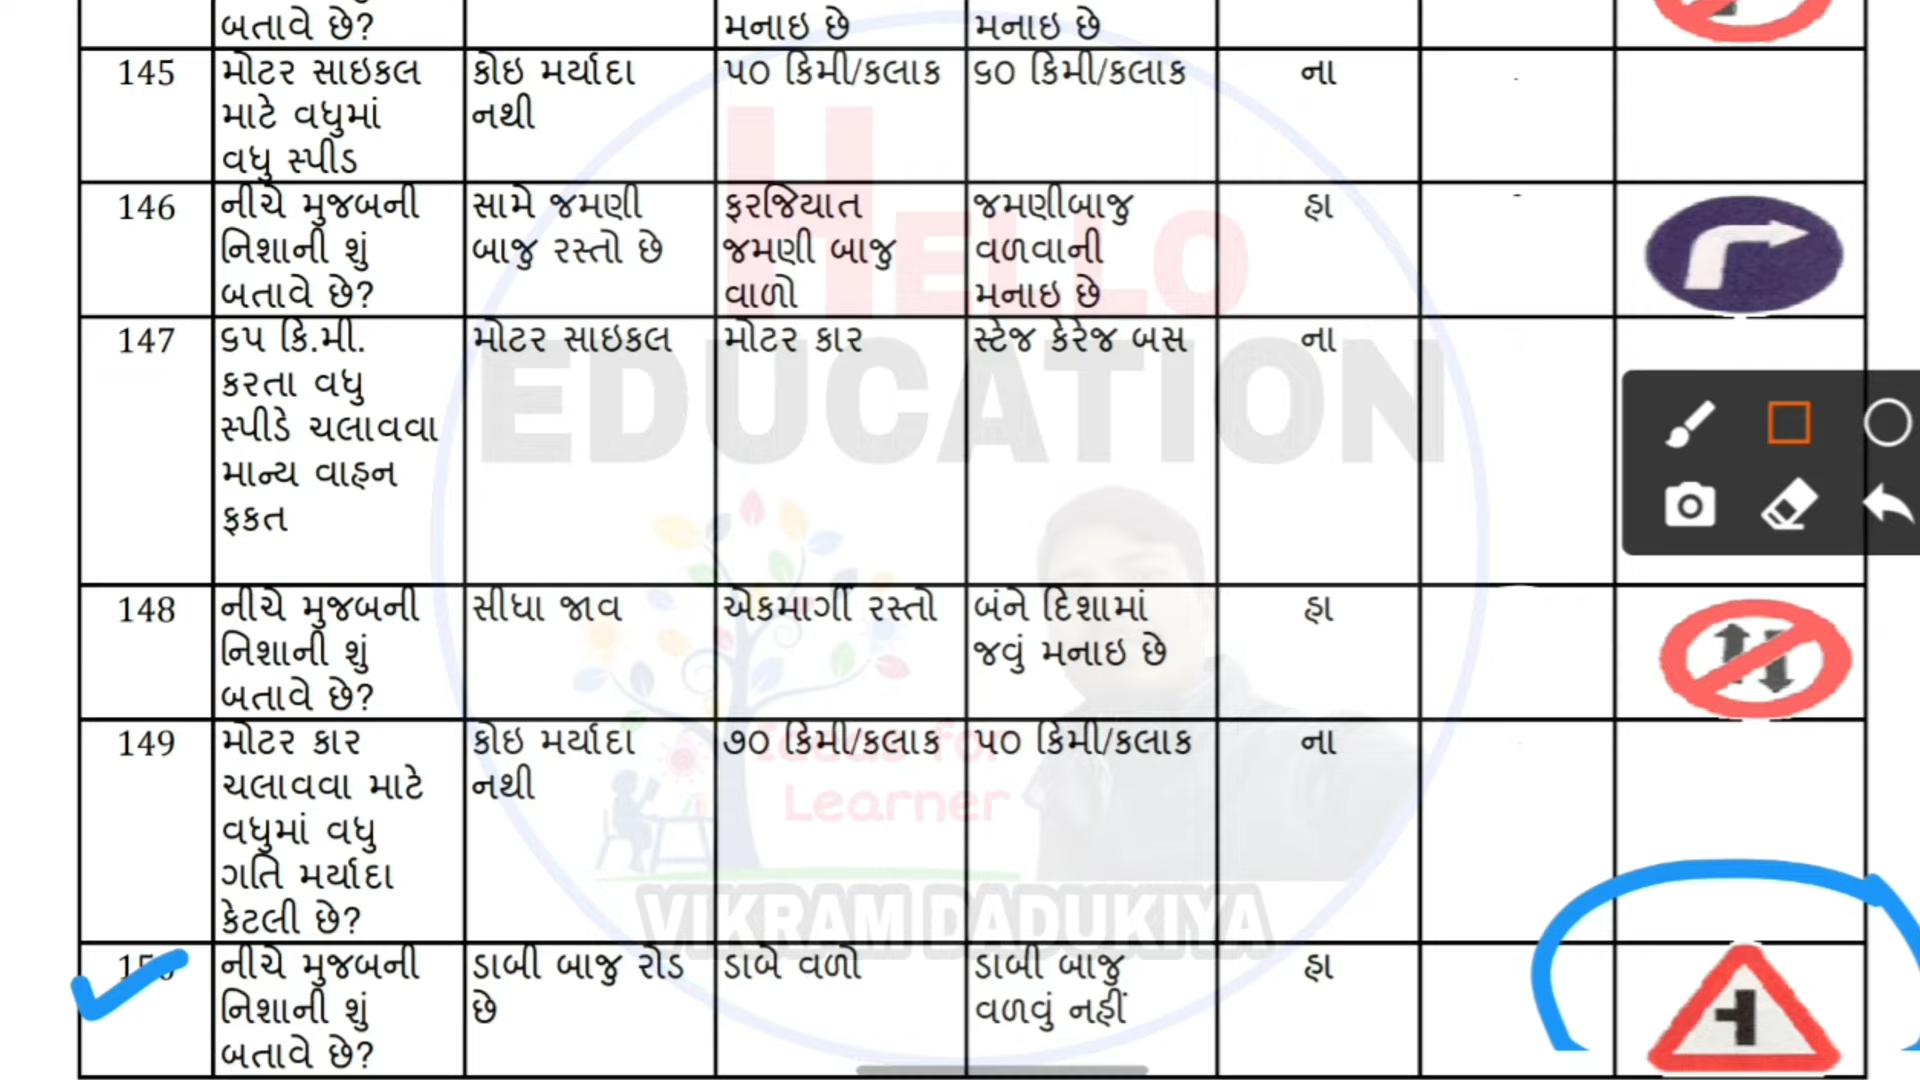 બતાવે છે? મનાઇ છે મનાઇ છે
145 મોટર સાઇકલ કોઇ મર્યાદા ૫૦ કિમી/કલાક ૬૦ કિમી/કલાક ના
માટે વધુમાં નથી
વધુ સ્પીડ
146 નીચે મુજબની સામે જમણી ફરજિયાત જમણીબાજુ હા
નિશાની શું બાજુ રસ્તો છે જમણી બાજુ વળવાની
બતાવે છે? વાળો મનાઇ છે
147 ૬૫ કિ.મી. મોટર સાઇકલ મોટર કાર સ્ટેજ કેરેજ બસ ના
કરતા વધુ
સ્પીડે ચલાવવા
માન્ય વાહન
ફકત
148 નીચે મુજબની સીધા જાવ એકમાર્ગી રસ્તો બંને દિશામાં હા
નિશાની શું જવું મનાઇ છે
બતાવે છે?
149 મોટર કાર કોઇ મર્યાદા ૭૦ કિમી/કલાક ૫૦ કિમી/કલાક ના
ચલાવવા માટે નથી
વધુમાં વધુ
ગતિ મર્યાદા
કેટલી છે?
150 નીચે મુજબની ડાબી બાજુ રોડ ડાબે વળો ડાબી બાજુ હા
નિશાની શું છે વળવું નહીં
બતાવે છે?
HELLO
EDUCATION
Ideas for
Learner
VIKRAM DADUKIYA